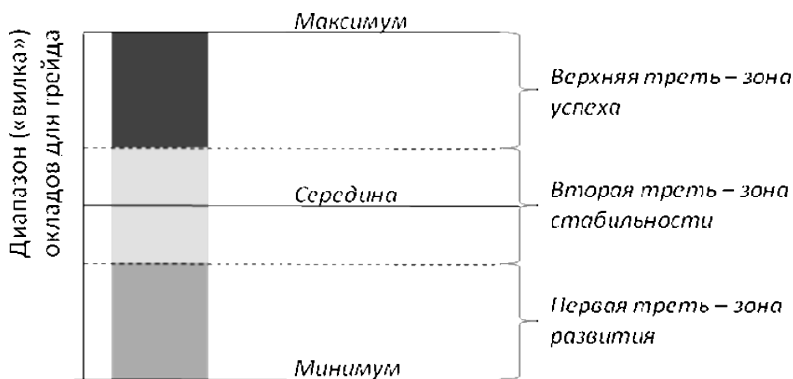 Диапазон («вилка»)
окладов для грейда
Максимум
Верхняя треть – зона
успеха
Середина
Вторая треть – зона
стабильности
Первая треть – зона
развития
Минимум